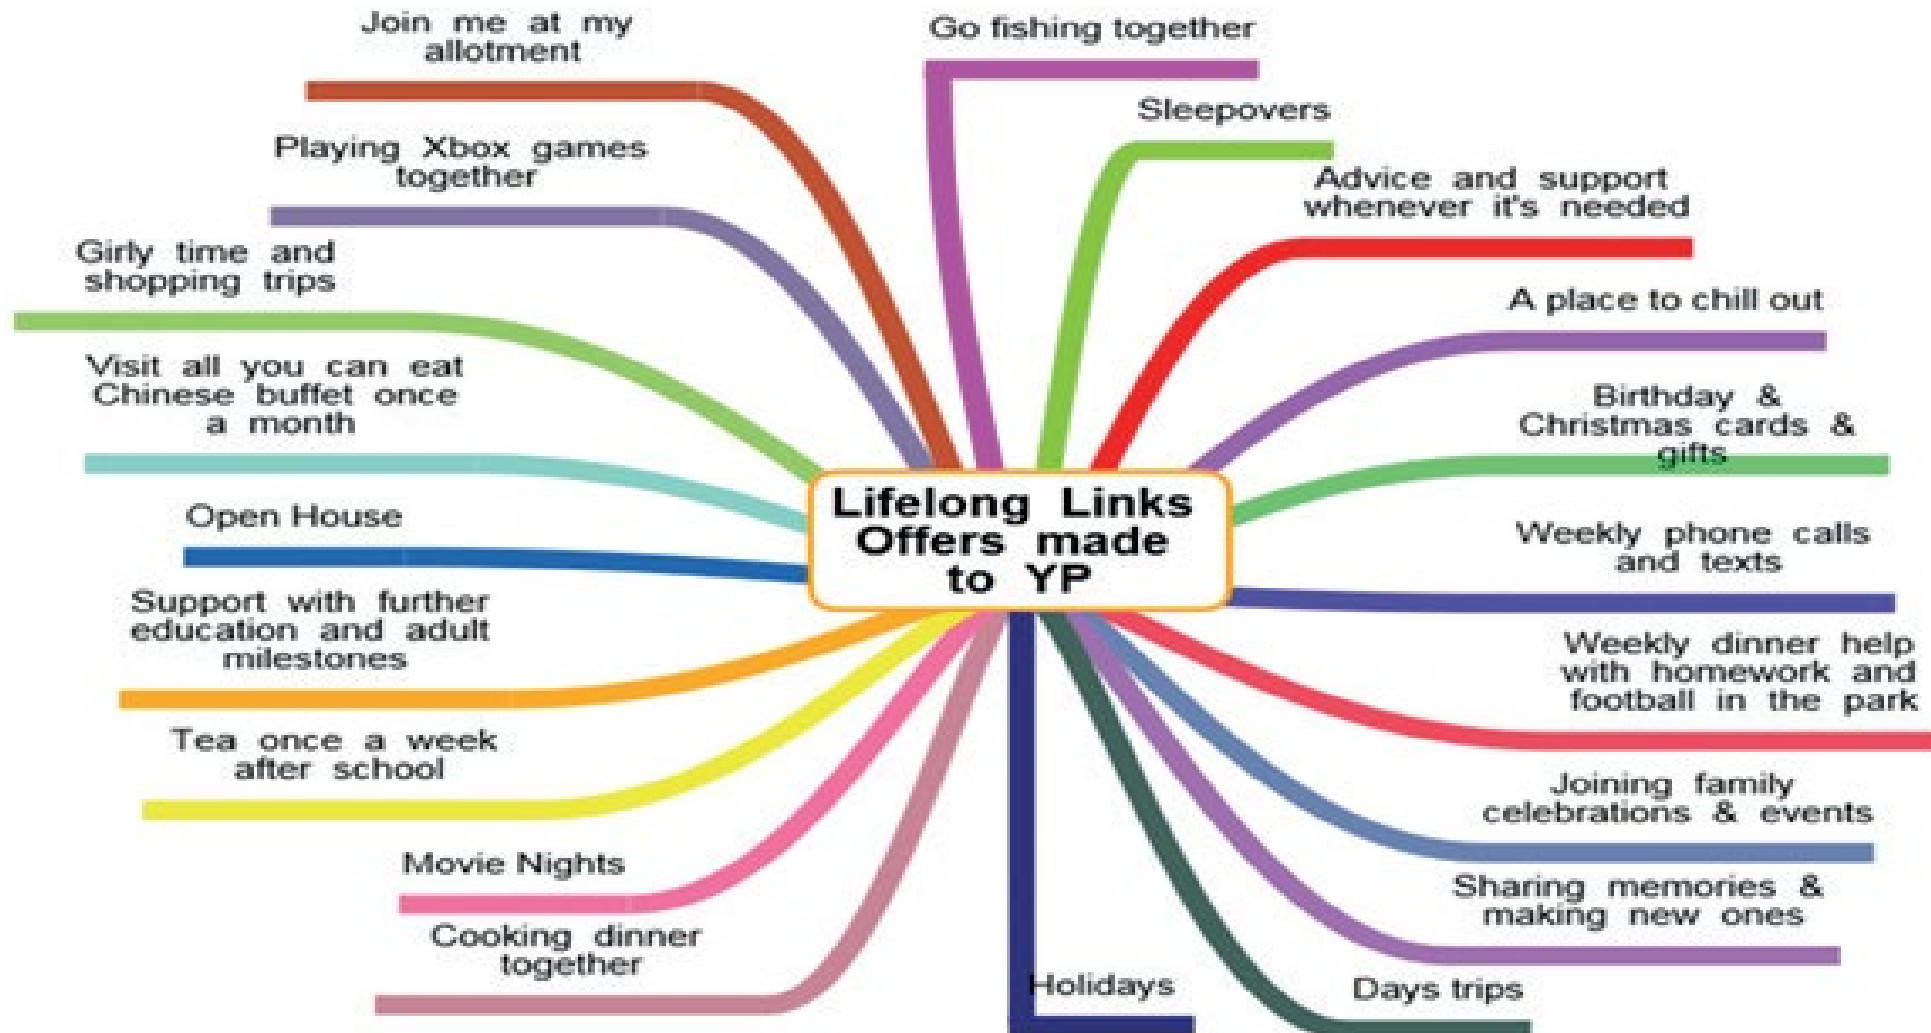 Lifelong Links
Offers made
to YP
Go fishing together
Sleepovers
Advice and support
whenever it's needed
A place to chill out
Birthday &
Christmas cards &
gifts
Weekly phone calls
and texts
Weekly dinner help
with homework and
football in the park
Joining family
celebrations & events
Sharing memories &
making new ones
Days trips
Holidays
Cooking dinner
together
Movie Nights
Tea once a week
after school
Support with further
education and adult
milestones
Open House
Visit all you can eat
Chinese buffet once
a month
Girly time and
shopping trips
Playing Xbox games
together
Join me at my
allotment